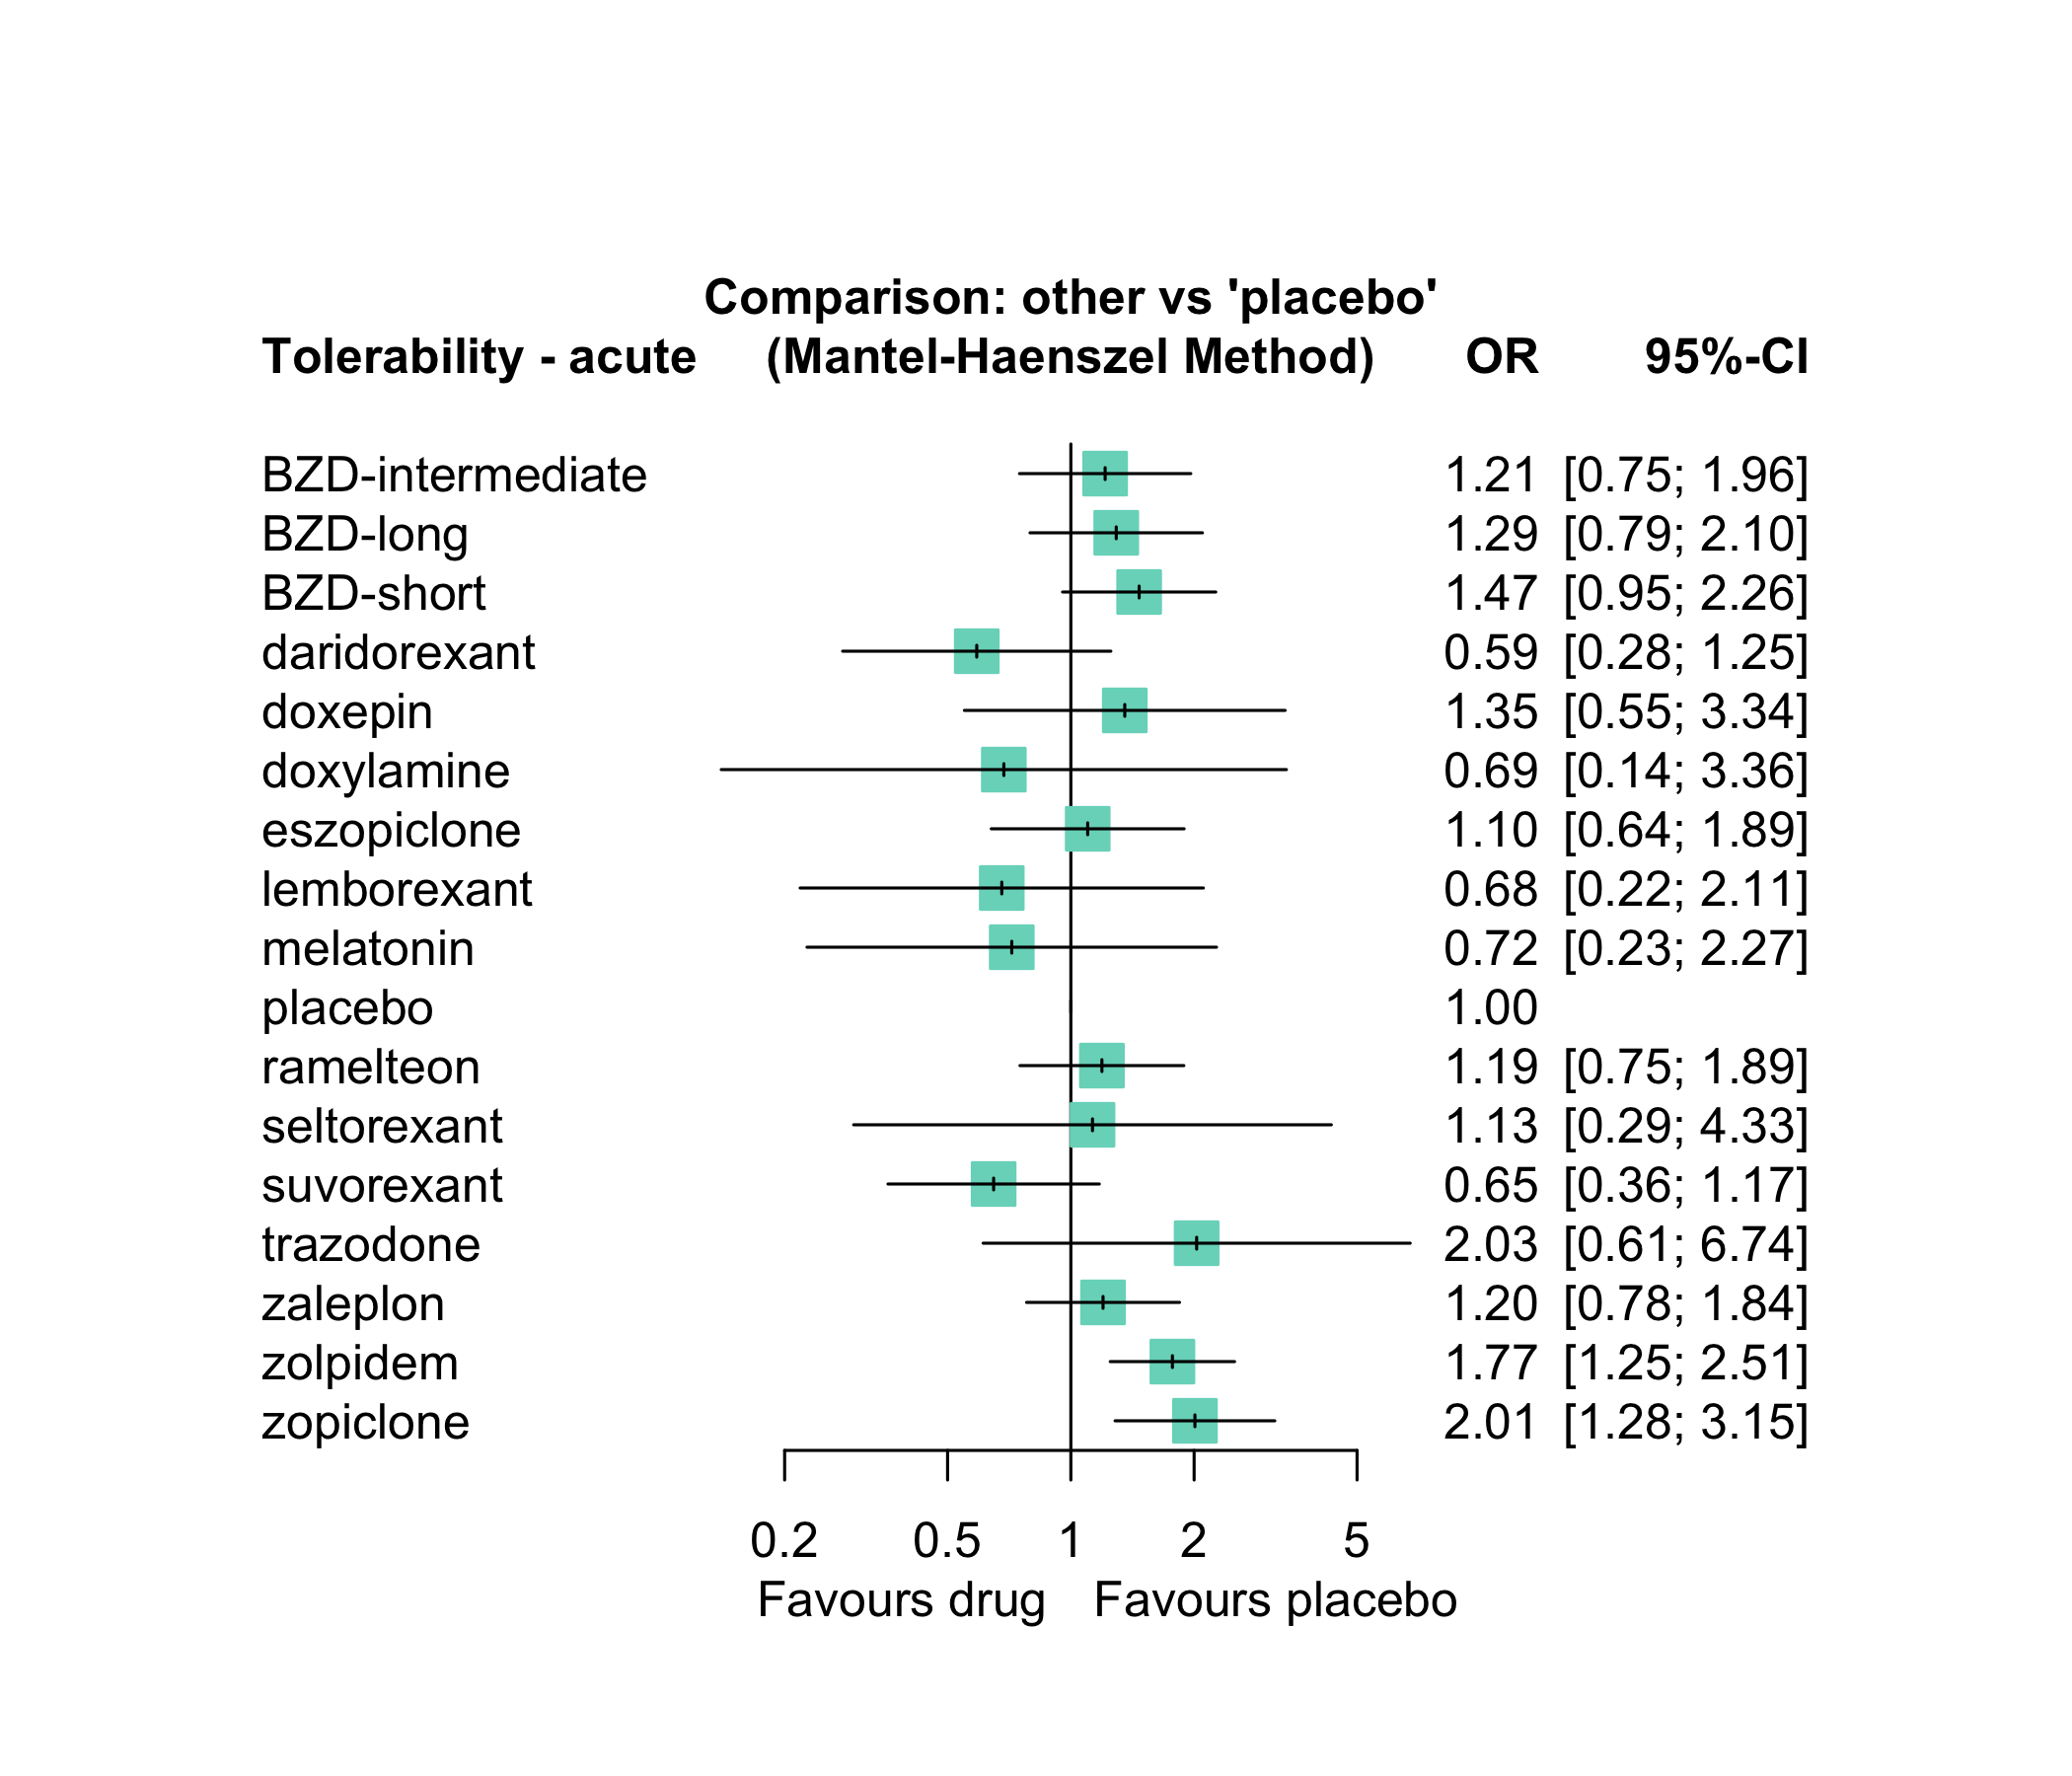 Comparison: other vs 'placebo'
Tolerability - acute (Mantel-Haenszel Method) OR 95%-CI
BZD-intermediate 1.21 [0.75; 1.96]
BZD-long 1.29 [0.79; 2.10]
BZD-short 1.47 [0.95; 2.26]
daridorexant 0.59 [0.28; 1.25]
doxepin 1.35 [0.55; 3.34]
doxylamine 0.69 [0.14; 3.36]
eszopiclone 1.10 [0.64; 1.89]
lemborexant 0.68 [0.22; 2.11]
melatonin 0.72 [0.23; 2.27]
placebo 1.00
ramelteon 1.19 [0.75; 1.89]
seltorexant 1.13 [0.29; 4.33]
suvorexant 0.65 [0.36; 1.17]
trazodone 2.03 [0.61; 6.74]
zaleplon 1.20 [0.78; 1.84]
zolpidem 1.77 [1.25; 2.51]
zopiclone 2.01 [1.28; 3.15]
0.2 0.5 1 2 5
Favours drug Favours placebo